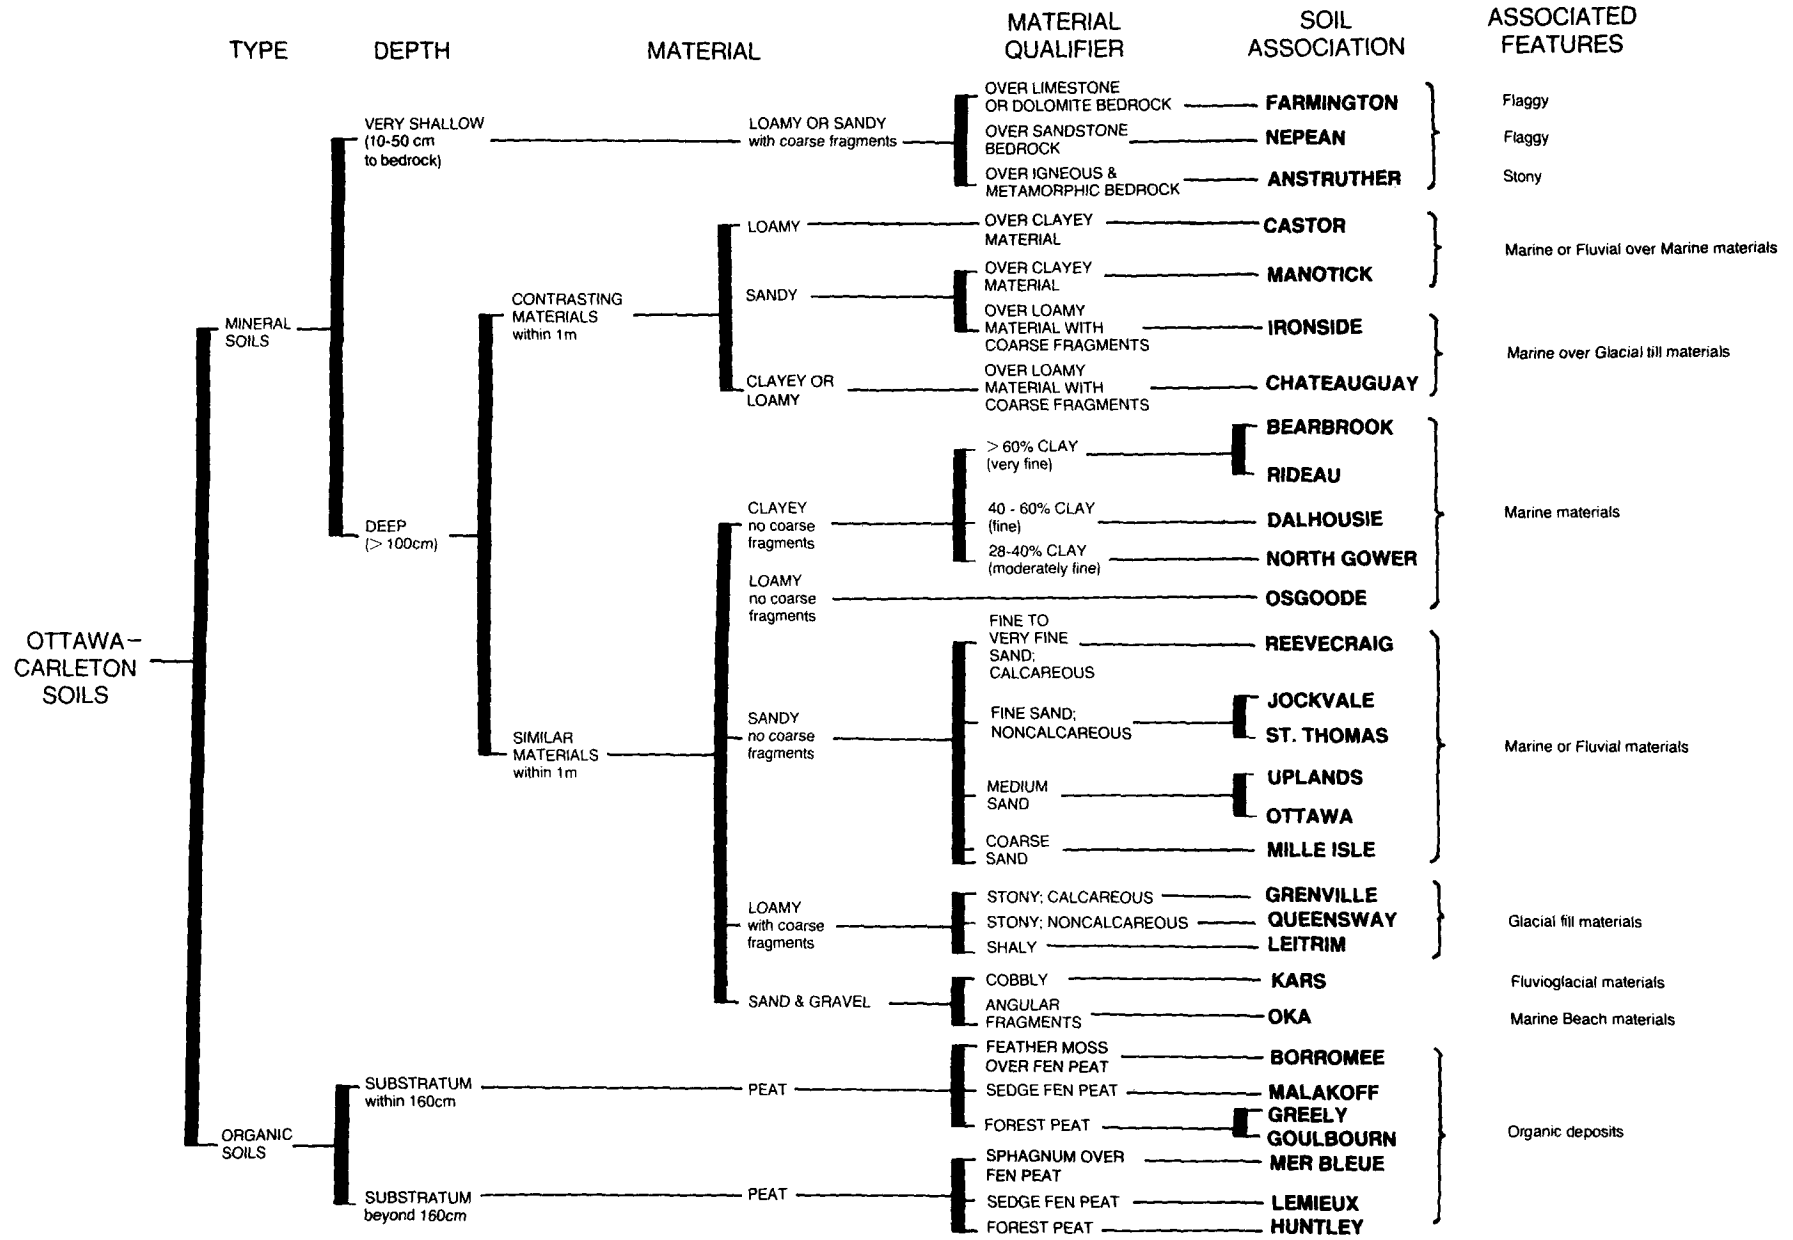 TYPE
DEPTH
MATERIAL
MATERIAL
QUALIFIER
SOIL
ASSOCIATION
ASSOCIATED
FEATURES
OTTAWA–
CARLETON
SOILS
MINERAL
SOILS
VERY SHALLOW
(10-50 cm
to bedrock)
LOAMY OR SANDY
with coarse fragments
OVER LIMESTONE
OR DOLOMITE BEDROCK
FARMINGTON
Flaggy
OVER SANDSTONE
BEDROCK
NEPEAN
Flaggy
OVER IGNEOUS &
METAMORPHIC BEDROCK
ANSTRUTHER
Stony
DEEP
(> 100cm)
CONTRASTING
MATERIALS
within 1m
LOAMY
OVER CLAYEY
MATERIAL
CASTOR
Marine or Fluvial over Marine materials
SANDY
OVER CLAYEY
MATERIAL
MANOTICK
OVER LOAMY
MATERIAL WITH
COARSE FRAGMENTS
IRONSIDE
Marine over Glacial till materials
CLAYEY OR
LOAMY
OVER LOAMY
MATERIAL WITH
COARSE FRAGMENTS
CHATEAUGUAY
SIMILAR
MATERIALS
within 1m
CLAYEY
no coarse
fragments
> 60% CLAY
(very fine)
BEARBROOK
RIDEAU
40 - 60% CLAY
(fine)
DALHOUSIE
Marine materials
28-40% CLAY
(moderately fine)
NORTH GOWER
LOAMY
no coarse
fragments
OSGOODE
SANDY
no coarse
fragments
FINE TO
VERY FINE
SAND;
CALCAREOUS
REEVECRAIG
FINE SAND;
NONCALCAREOUS
JOCKVALE
ST. THOMAS
Marine or Fluvial materials
MEDIUM
SAND
UPLANDS
OTTAWA
COARSE
SAND
MILLE ISLE
LOAMY
with coarse
fragments
STONY; CALCAREOUS
GRENVILLE
STONY; NONCALCAREOUS
QUEENSWAY
Glacial fill materials
SHALY
LEITRIM
SAND & GRAVEL
COBBLY
KARS
Fluvioglacial materials
ANGULAR
FRAGMENTS
OKA
Marine Beach materials
ORGANIC
SOILS
SUBSTRATUM
within 160cm
PEAT
FEATHER MOSS
OVER FEN PEAT
BORROMEE
SEDGE FEN PEAT
MALAKOFF
FOREST PEAT
GREELY
GOULBOURN
Organic deposits
SUBSTRATUM
beyond 160cm
PEAT
SPHAGNUM OVER
FEN PEAT
MER BLEUE
SEDGE FEN PEAT
LEMIEUX
FOREST PEAT
HUNTLEY